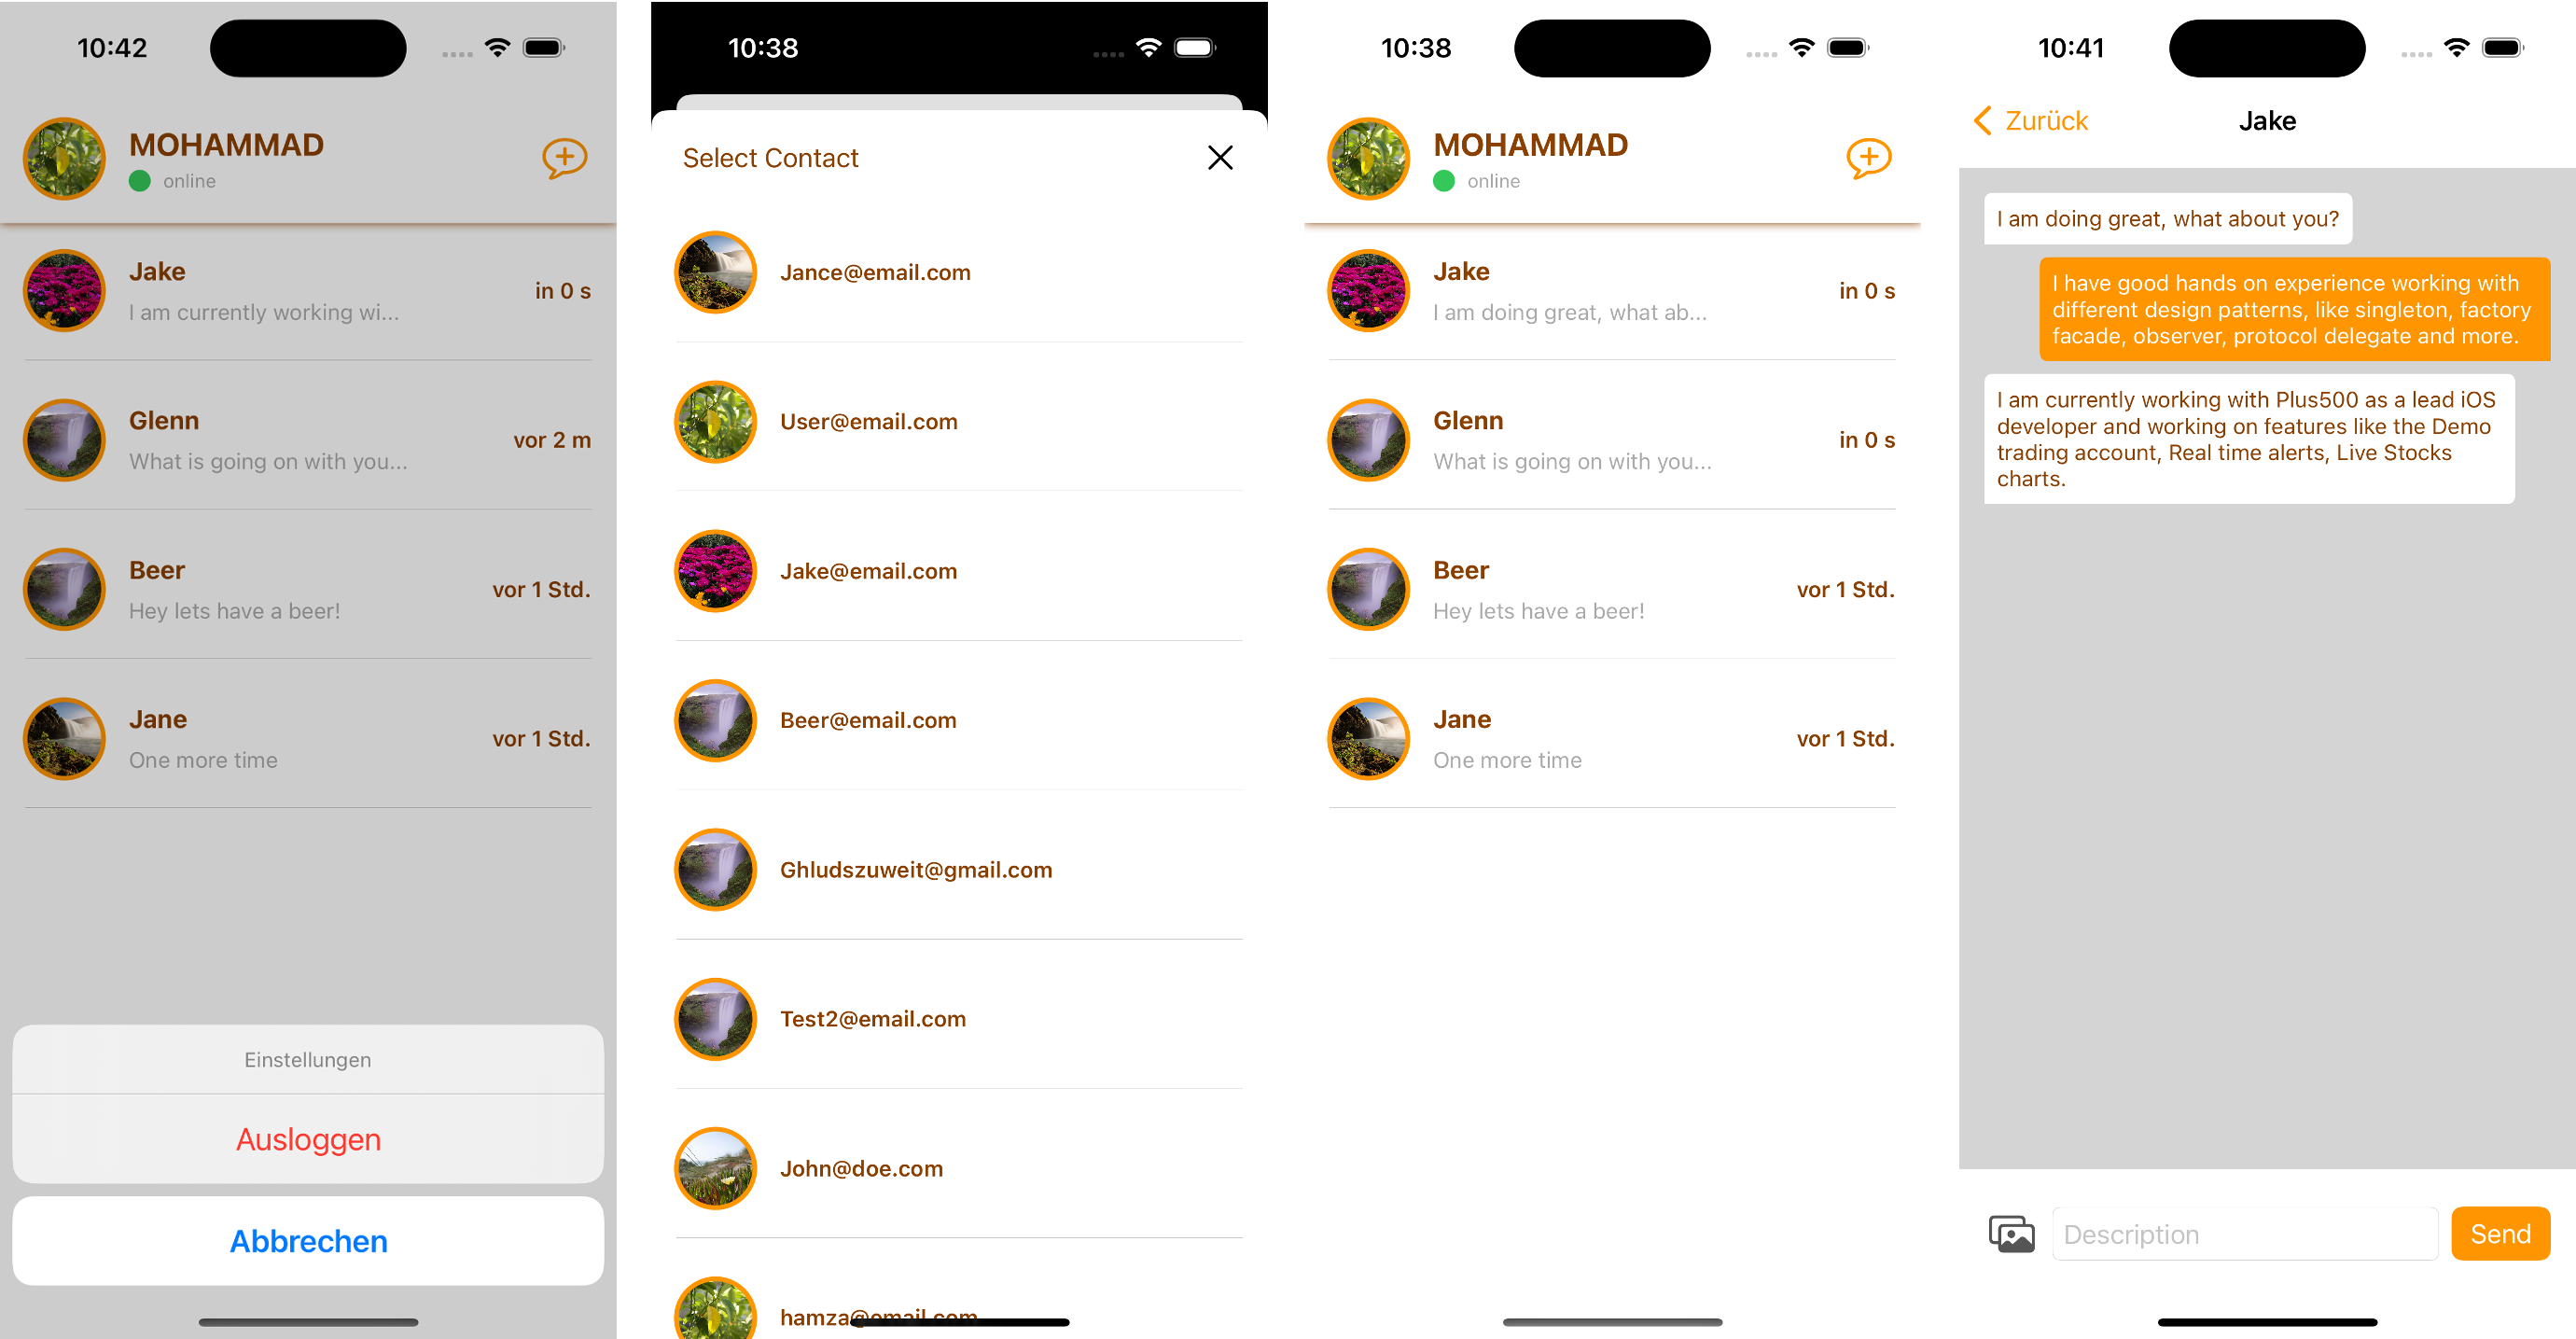 10:42
MOHAMMAD
online
Jake
in 0 s
I am currently working wi...
Glenn
vor 2 m
What is going on with you...
Beer
vor 1 Std.
Hey lets have a beer!
Jane
vor 1 Std.
One more time
Einstellungen
Ausloggen
Abbrechen
10:38
Select Contact
Jance@email.com
User@email.com
Jake@email.com
Beer@email.com
Ghludszuweit@gmail.com
Test2@email.com
John@doe.com
hamza@email.com
10:38
MOHAMMAD
online
Jake
in 0 s
I am doing great, what ab...
Glenn
in 0 s
What is going on with you...
Beer
vor 1 Std.
Hey lets have a beer!
Jane
vor 1 Std.
One more time
10:41
Zurück
Jake
I am doing great, what about you?
I have good hands on experience working with
different design patterns, like singleton, factory
facade, observer, protocol delegate and more.
I am currently working with Plus500 as a lead iOS
developer and working on features like the Demo
trading account, Real time alerts, Live Stocks
charts.
Description
Send